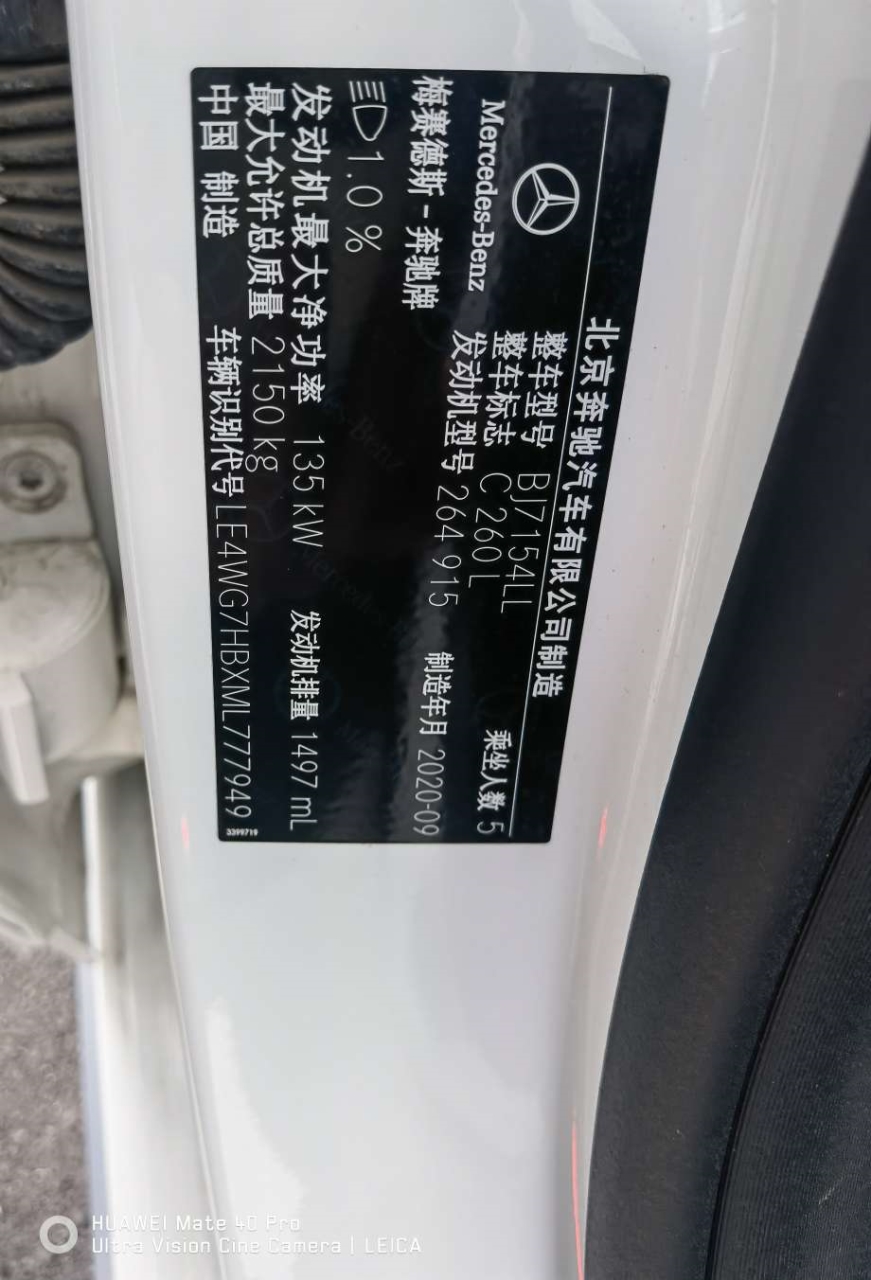 北京奔驰汽车有限公司制造
Mercedes-Benz
梅赛德斯-奔驰牌
整车型号 BJ7154LL
整车标志 C 260 L
乘坐人数 5
发动机型号 264 915
制造年月 2020-09
1.0 %
发动机最大净功率 135 kW
发动机排量 1497 mL
最大允许总质量 2150 kg
中国 制造
车辆识别代号 LE4WG7HBXML777949
3399719
HUAWEI Mate 40 Pro
Ultra Vision Cine Camera | LEICA